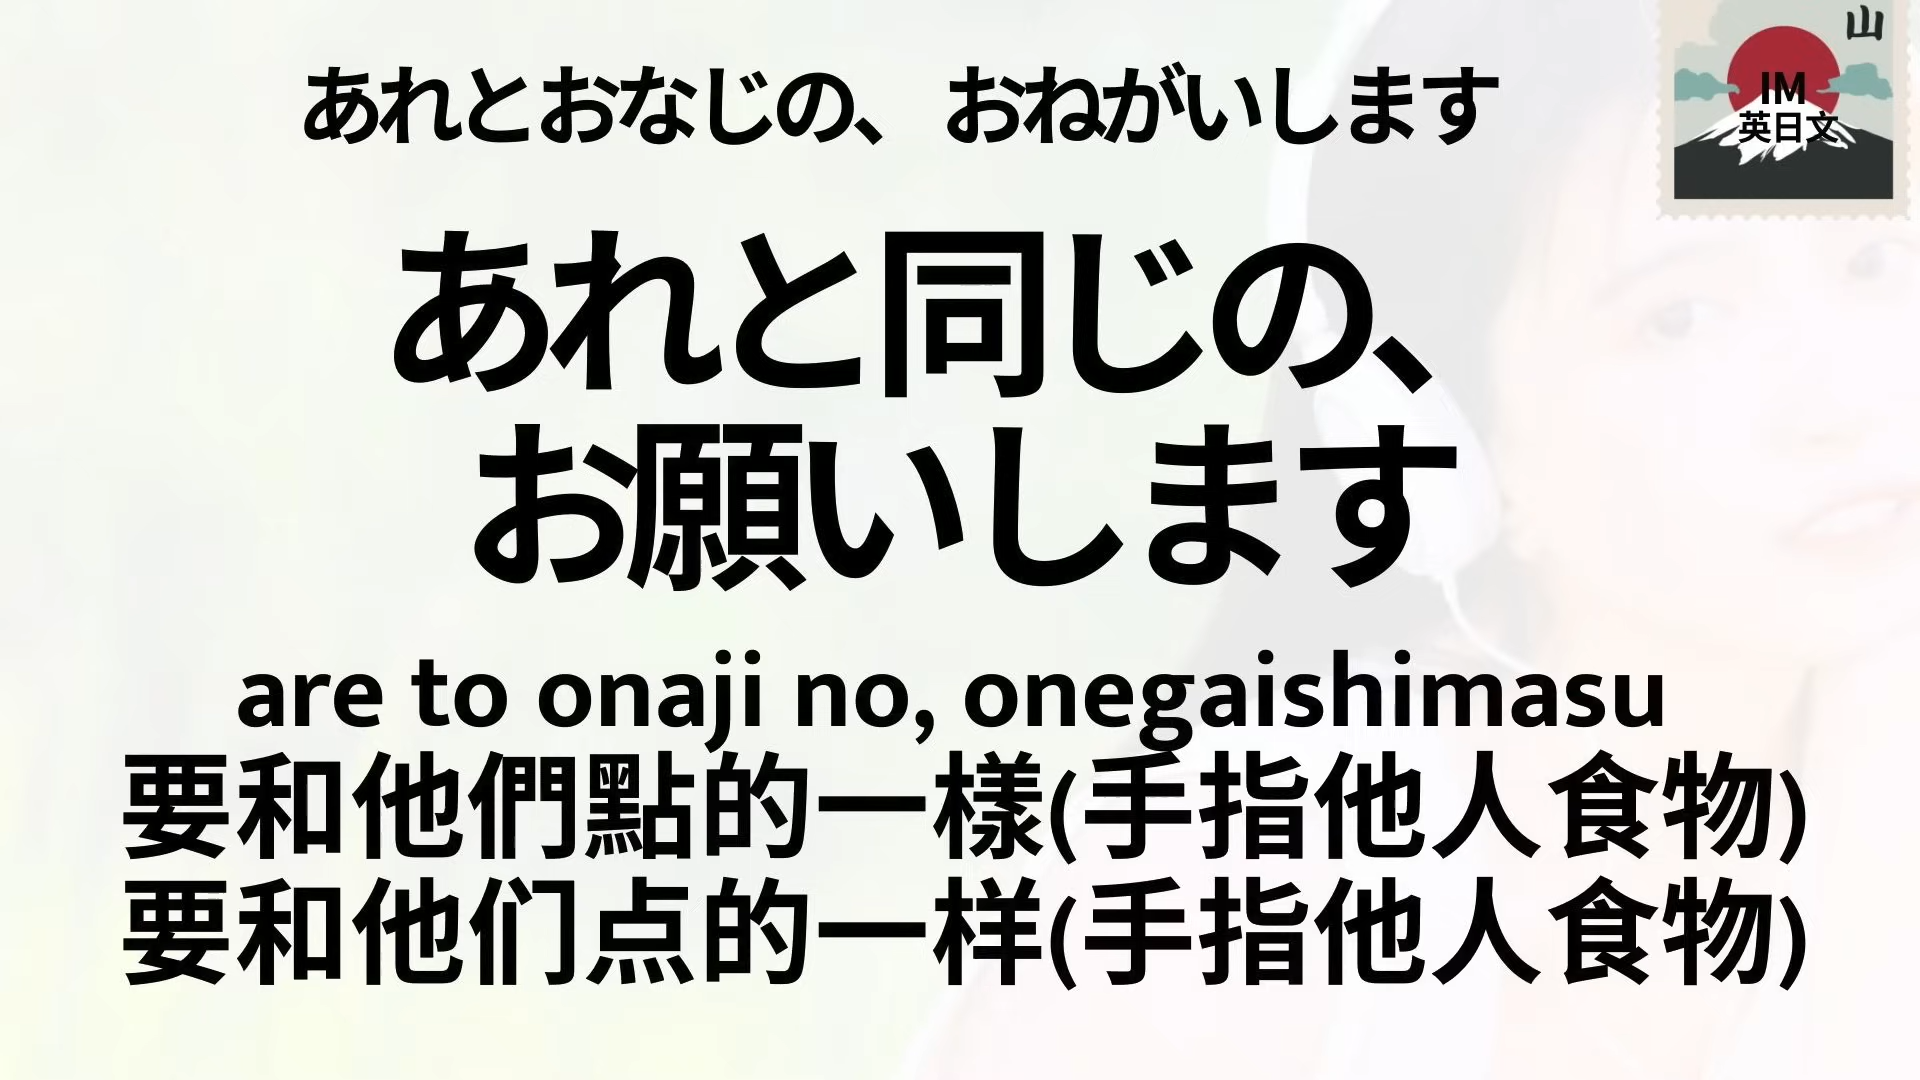 あれとおなじの、おねがいします
山
IM
英日文
あれと同じの、
お願いします
are to onaji no, onegaishimasu
要和他們點的一樣(手指他人食物)
要和他们点的一样(手指他人食物)